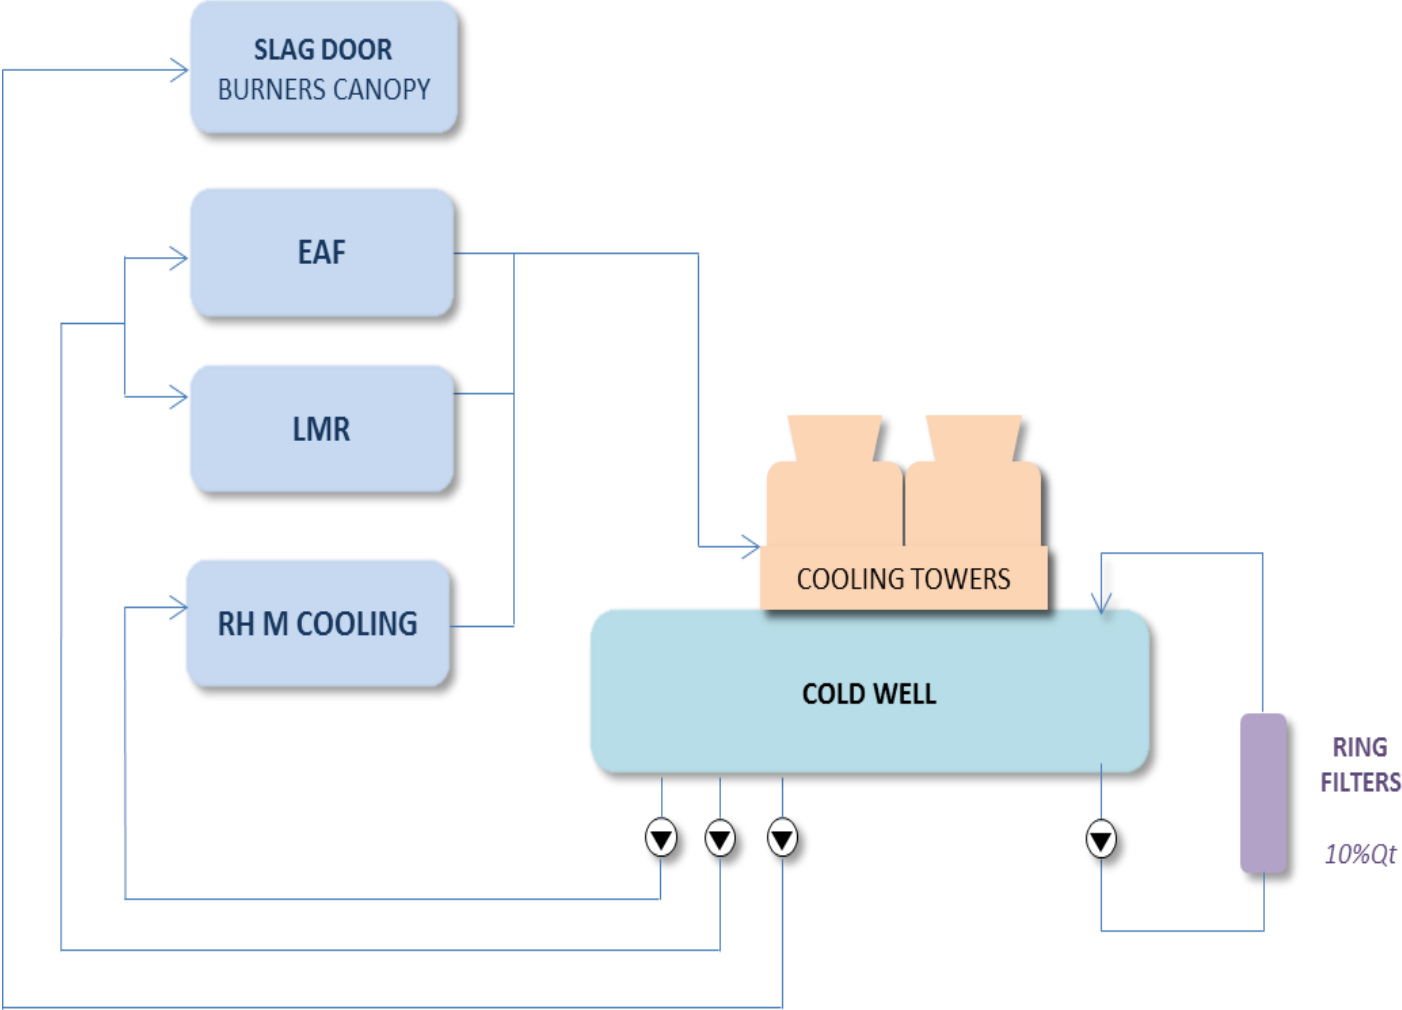 SLAG DOOR
BURNERS CANOPY
EAF
LMR
RH M COOLING
COOLING TOWERS
COLD WELL
RING
FILTERS
10%Qt